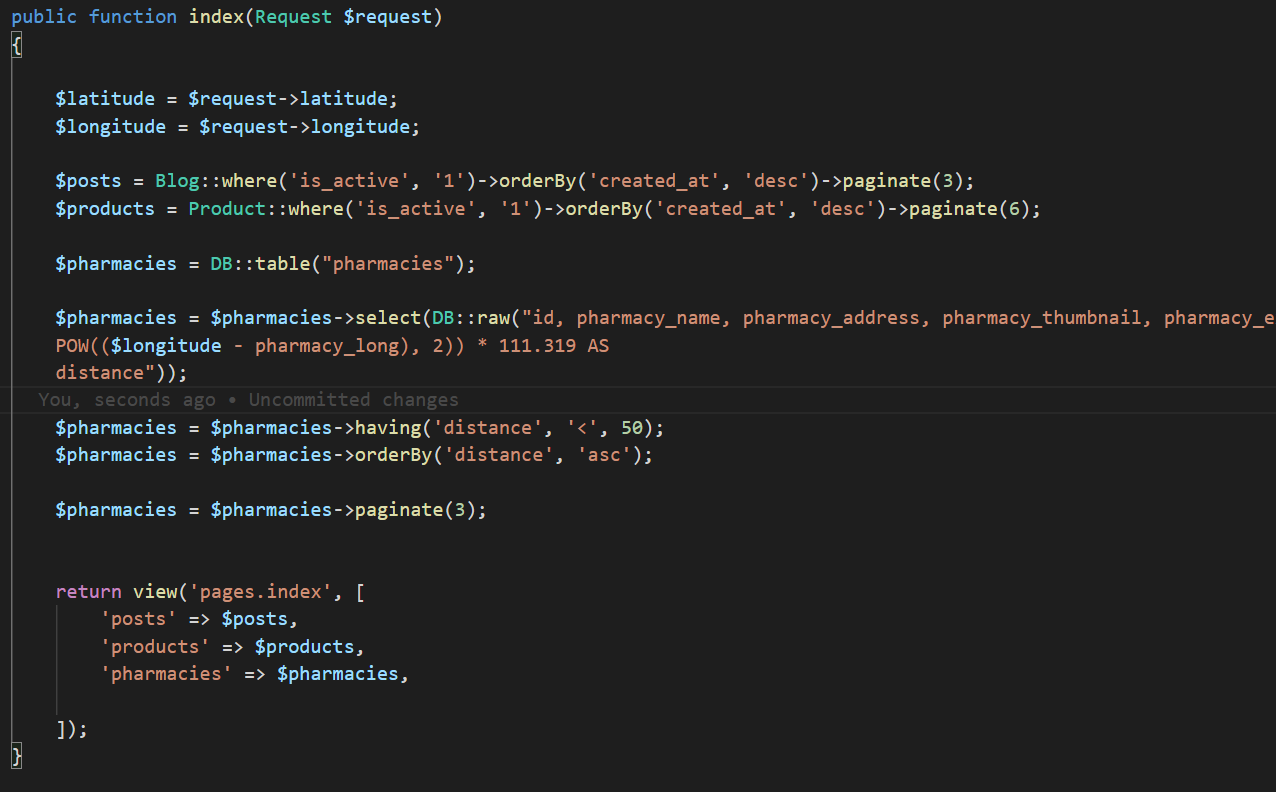 public function index(Request $request)
{
$latitude = $request->latitude;
$longitude = $request->longitude;
$posts = Blog::where('is_active', '1')->orderBy('created_at', 'desc')->paginate(3);
$products = Product::where('is_active', '1')->orderBy('created_at', 'desc')->paginate(6);
$pharmacies = DB::table("pharmacies");
$pharmacies = $pharmacies->select(DB::raw("id, pharmacy_name, pharmacy_address, pharmacy_thumbnail, pharmacy_e
POW(($longitude - pharmacy_long), 2)) * 111.319 AS
distance"));
You, seconds ago • Uncommitted changes
$pharmacies = $pharmacies->having('distance', '<', 50);
$pharmacies = $pharmacies->orderBy('distance', 'asc');
$pharmacies = $pharmacies->paginate(3);
return view('pages.index', [
'posts' => $posts,
'products' => $products,
'pharmacies' => $pharmacies,
]);
}